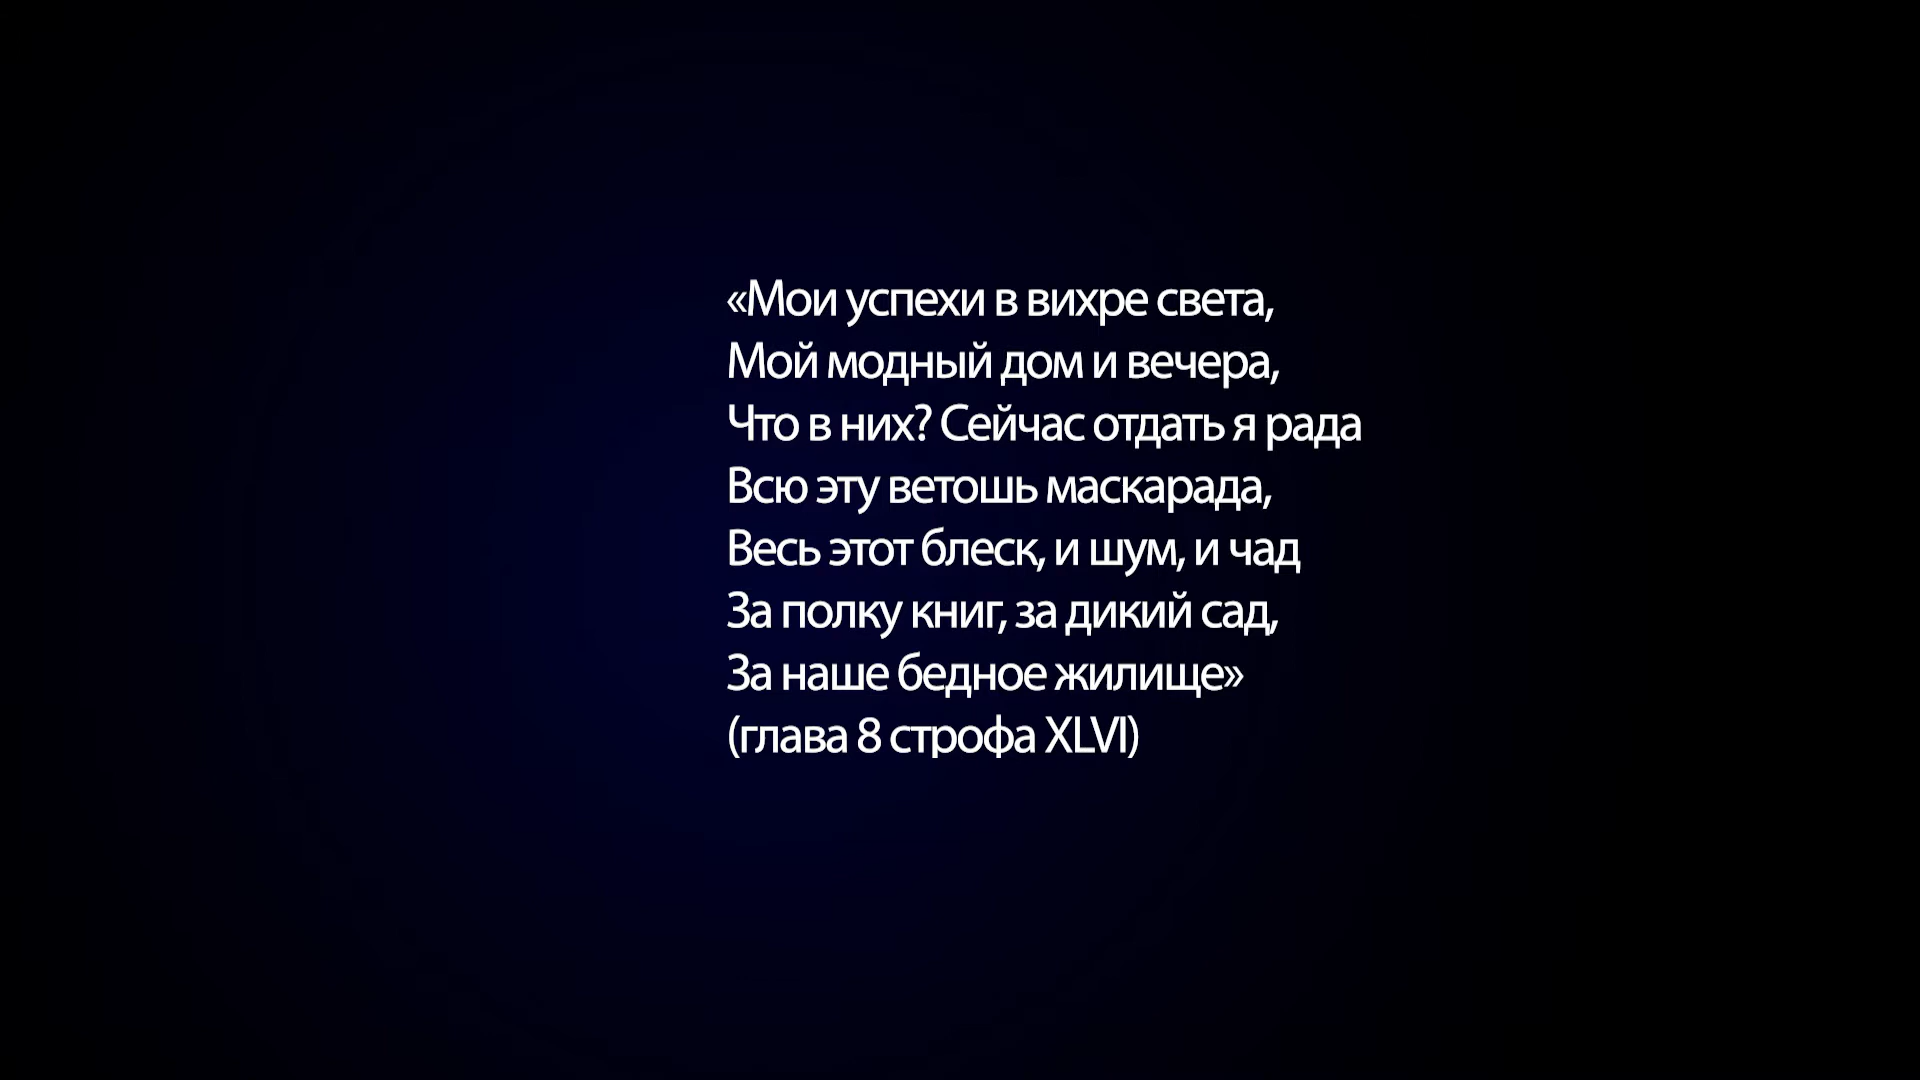 «Мои успехи в вихре света,
Мой модный дом и вечера,
Что в них? Сейчас отдать я рада
Всю эту ветошь маскарада,
Весь этот блеск, и шум, и чад
За полку книг, за дикий сад,
За наше бедное жилище»
(глава 8 строфа XLVI)